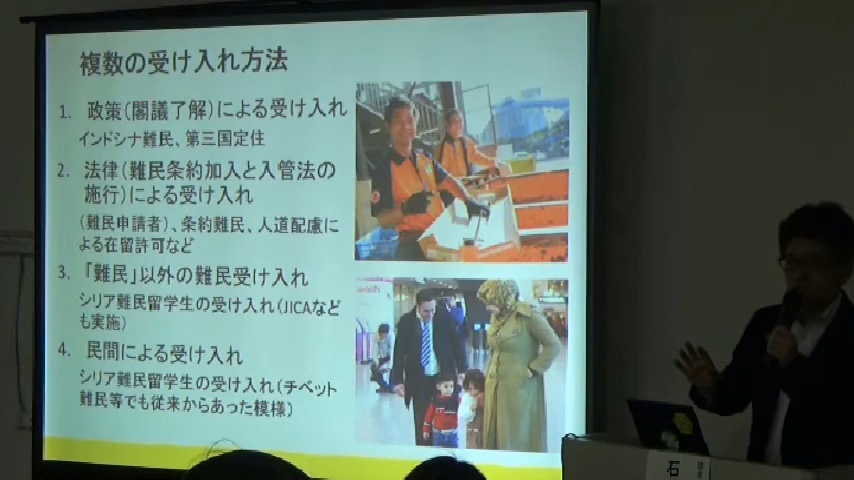 複数の受け入れ方法
1. 政策(閣議了解)による受け入れ
インドシナ難民、第三国定住
2. 法律(難民条約加入と入管法の
施行)による受け入れ
(難民申請者)、条約難民、人道配慮に
よる在留許可など
3. 「難民」以外の難民受け入れ
シリア難民留学生の受け入れ(JICAなど
も実施)
4. 民間による受け入れ
シリア難民留学生の受け入れ(チベット
難民等でも従来からあった模様)
石